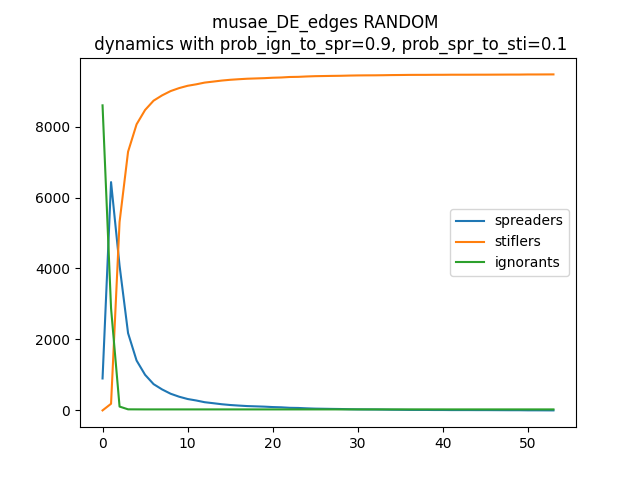 musae_DE_edges RANDOM
dynamics with prob_ign_to_spr=0.9, prob_spr_to_sti=0.1
8000
6000
4000
2000
0
spreaders
stiflers
ignorants
0 10 20 30 40 50